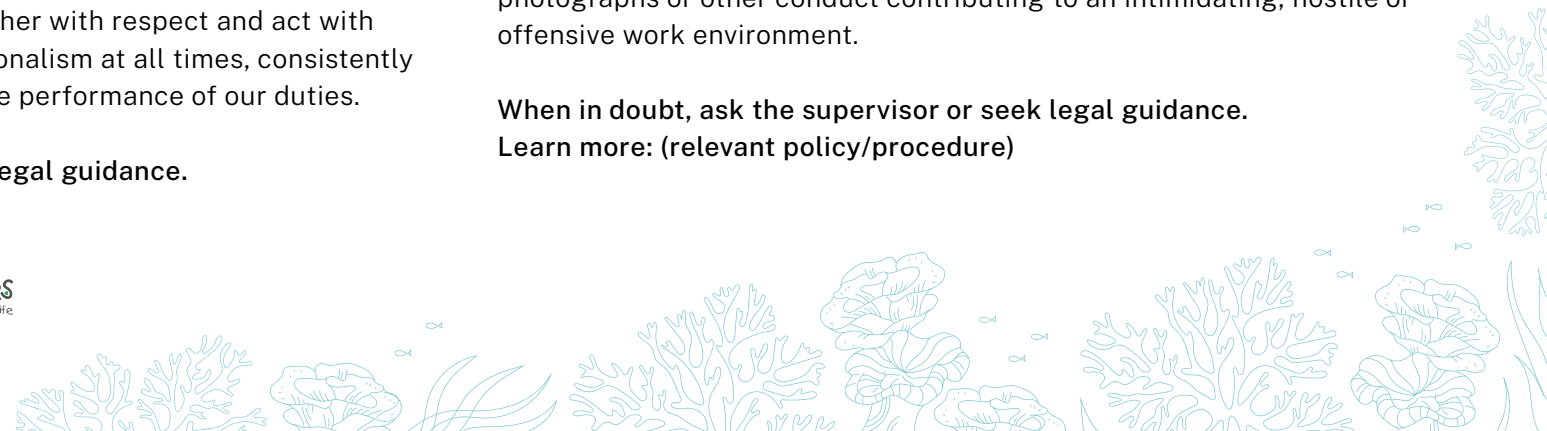 her with respect and act with
onalism at all times, consistently
e performance of our duties.
egal guidance.
photographs or other conduct contributing to an intimidating, hostile or
offensive work environment.
When in doubt, ask the supervisor or seek legal guidance.
Learn more: (relevant policy/procedure)